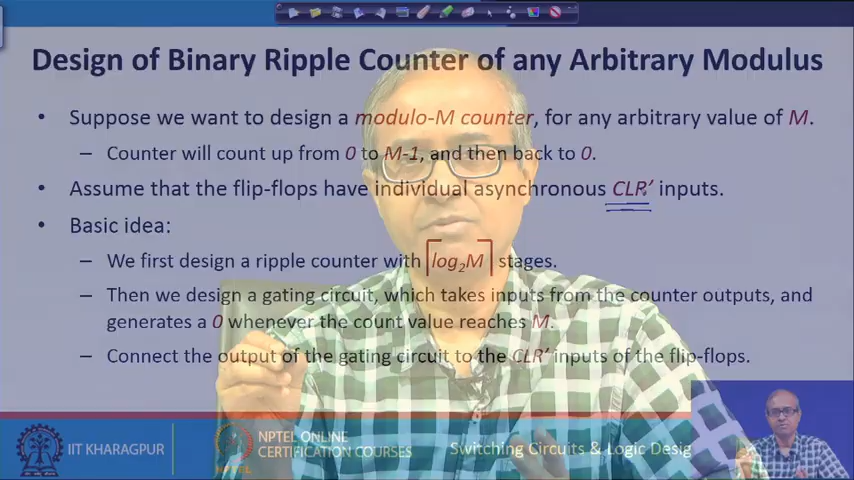 Design of Binary Ripple Counter of any Arbitrary Modulus
• Suppose we want to design a modulo-M counter, for any arbitrary value of M.
– Counter will count up from 0 to M-1, and then back to 0.
• Assume that the flip-flops have individual asynchronous CLR’ inputs.
• Basic idea:
– We first design a ripple counter with ⌈log₂M⌉ stages.
– Then we design a gating circuit, which takes inputs from the counter outputs, and
generates a 0 whenever the count value reaches M.
– Connect the output of the gating circuit to the CLR’ inputs of the flip-flops.
IIT KHARAGPUR
NPTEL ONLINE
CERTIFICATION COURSES
Switching Circuits & Logic Desig
NPTEL